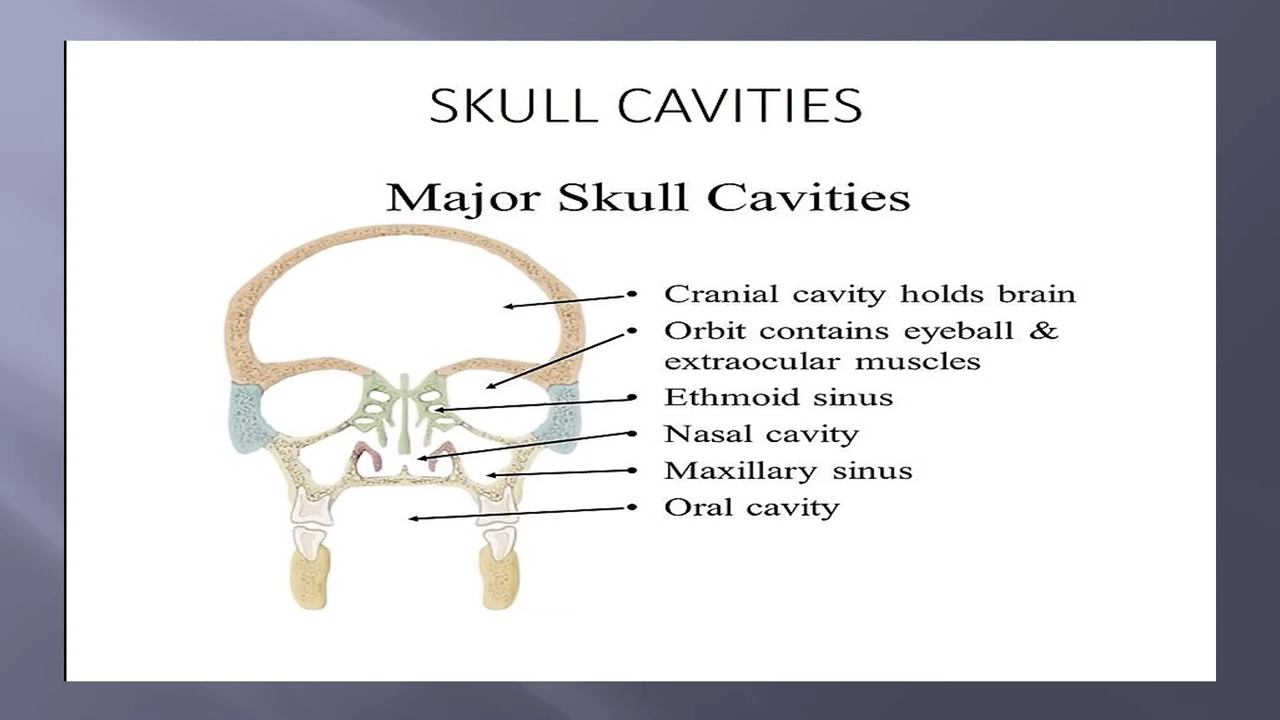 SKULL CAVITIES
Major Skull Cavities
• Cranial cavity holds brain
• Orbit contains eyeball &
extraocular muscles
• Ethmoid sinus
• Nasal cavity
• Maxillary sinus
• Oral cavity